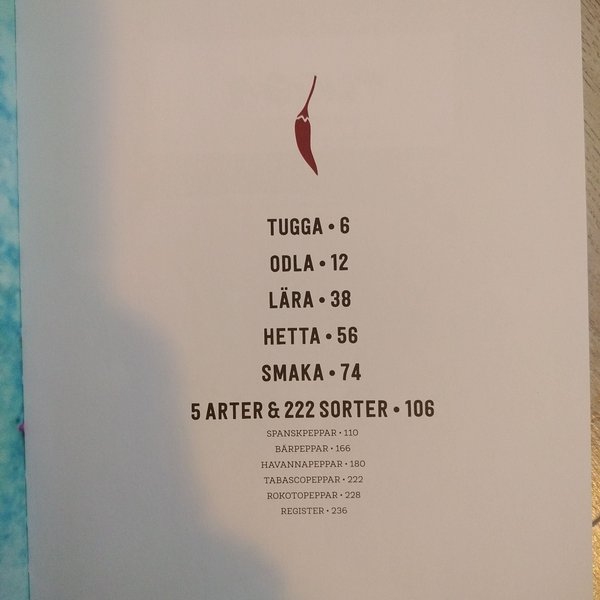 TUGGA • 6
ODLA • 12
LÄRA • 38
HETTA • 56
SMAKA • 74
5 ARTER & 222 SORTER • 106
SPANSKPEPPAR • 110
BÄRPEPPAR • 166
HAVANNAPEPPAR • 180
TABASCOPEPPAR • 222
ROKOTOPEPPAR • 228
REGISTER • 236